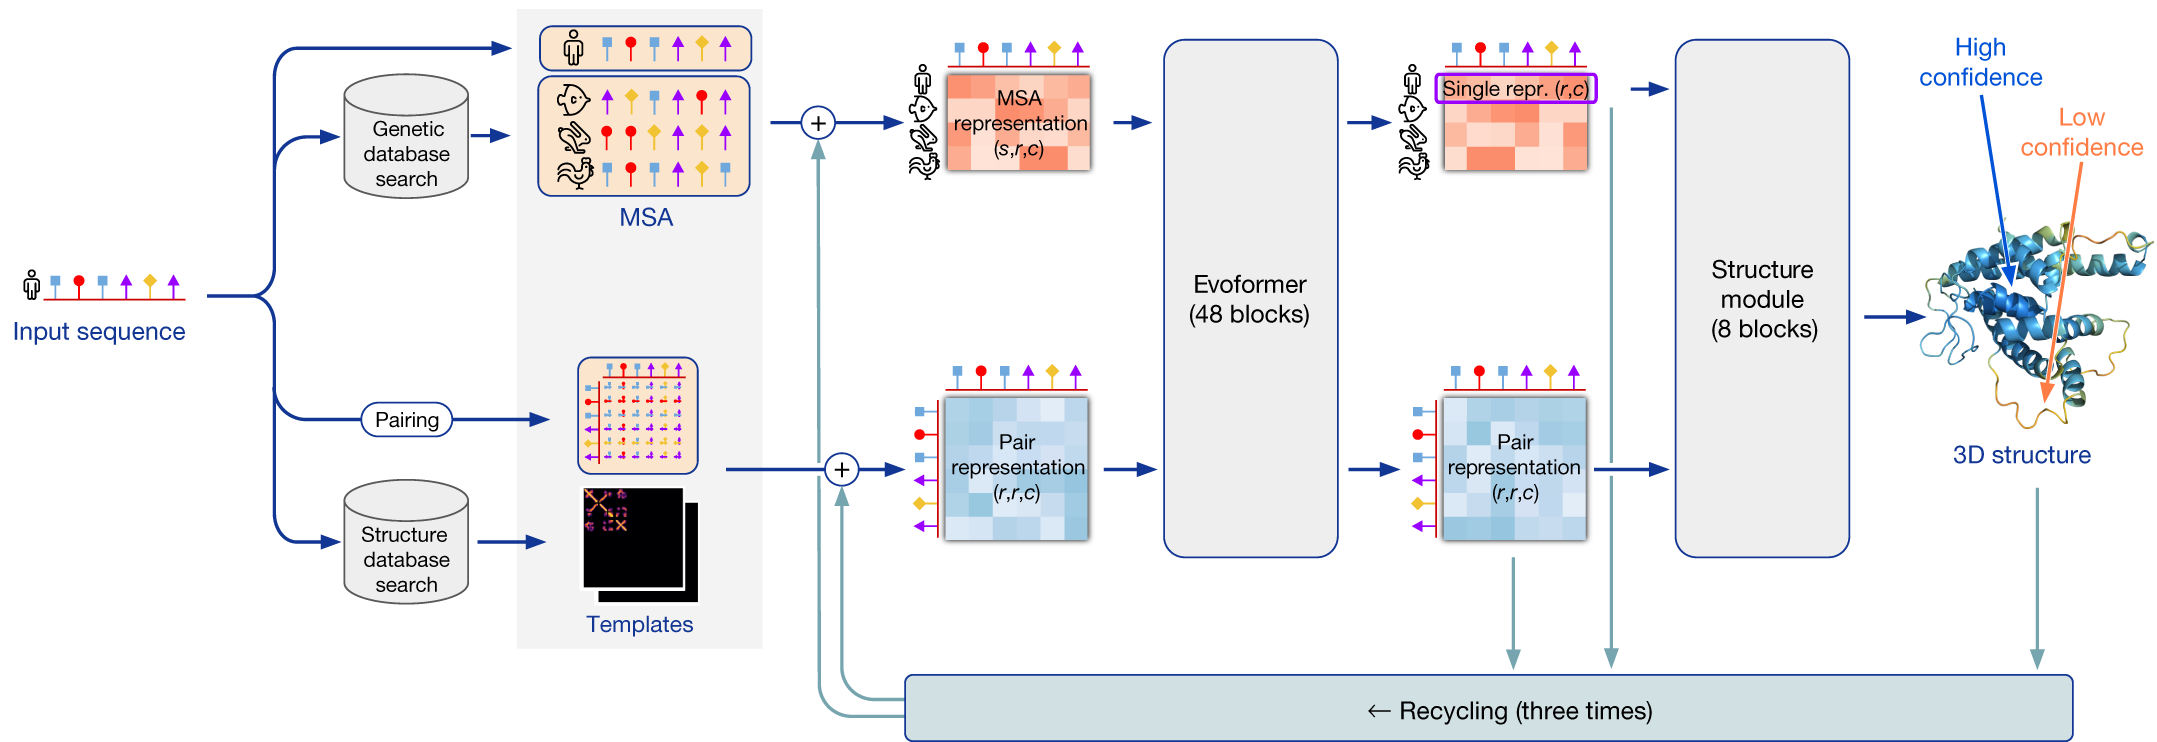 Input sequence
Genetic
database
search
Pairing
Structure
database
search
MSA
Templates
+
+
MSA
representation
(s,r,c)
Pair
representation
(r,r,c)
Evoformer
(48 blocks)
Single repr. (r,c)
Pair
representation
(r,r,c)
Structure
module
(8 blocks)
High
confidence
Low
confidence
3D structure
← Recycling (three times)